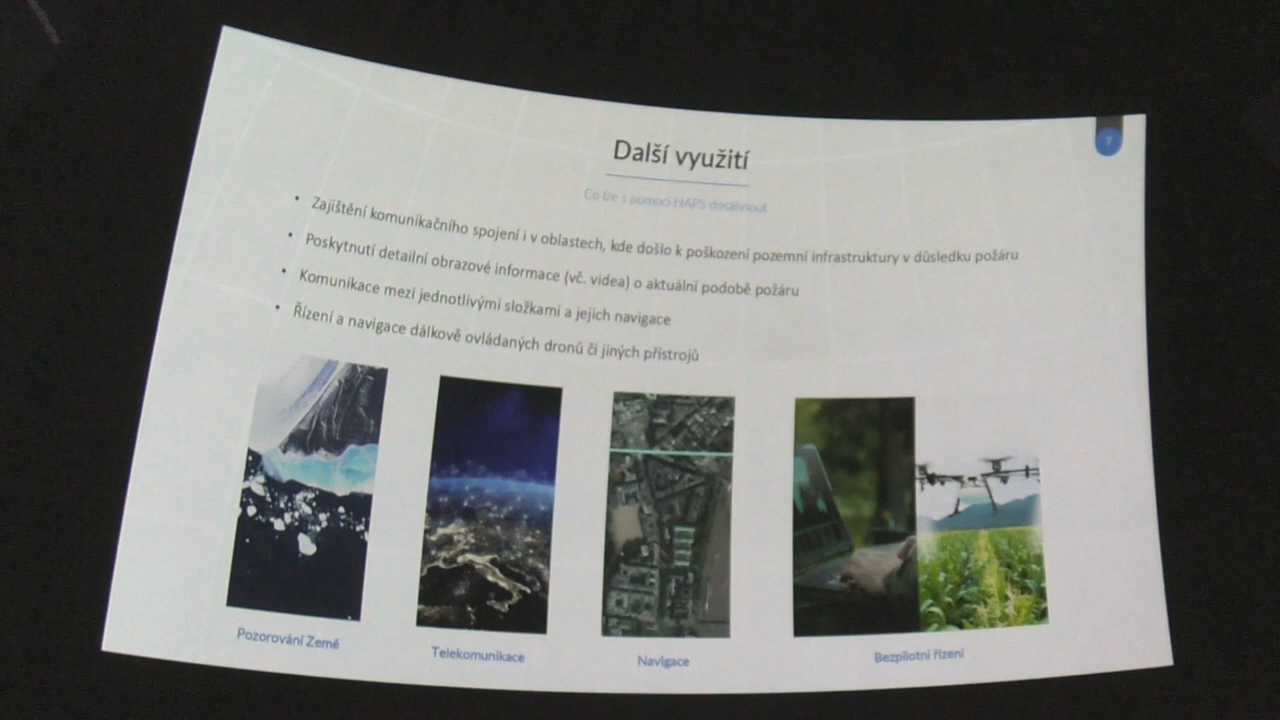 7
Další využití
Co lze s pomocí HAPS dosáhnout
• Zajištění komunikačního spojení i v oblastech, kde došlo k poškození pozemní infrastruktury v důsledku požáru
• Poskytnutí detailní obrazové informace (vč. videa) o aktuální podobě požáru
• Komunikace mezi jednotlivými složkami a jejich navigace
• Řízení a navigace dálkově ovládaných dronů či jiných přístrojů
Pozorování Země
Telekomunikace
Navigace
Bezpilotní řízení